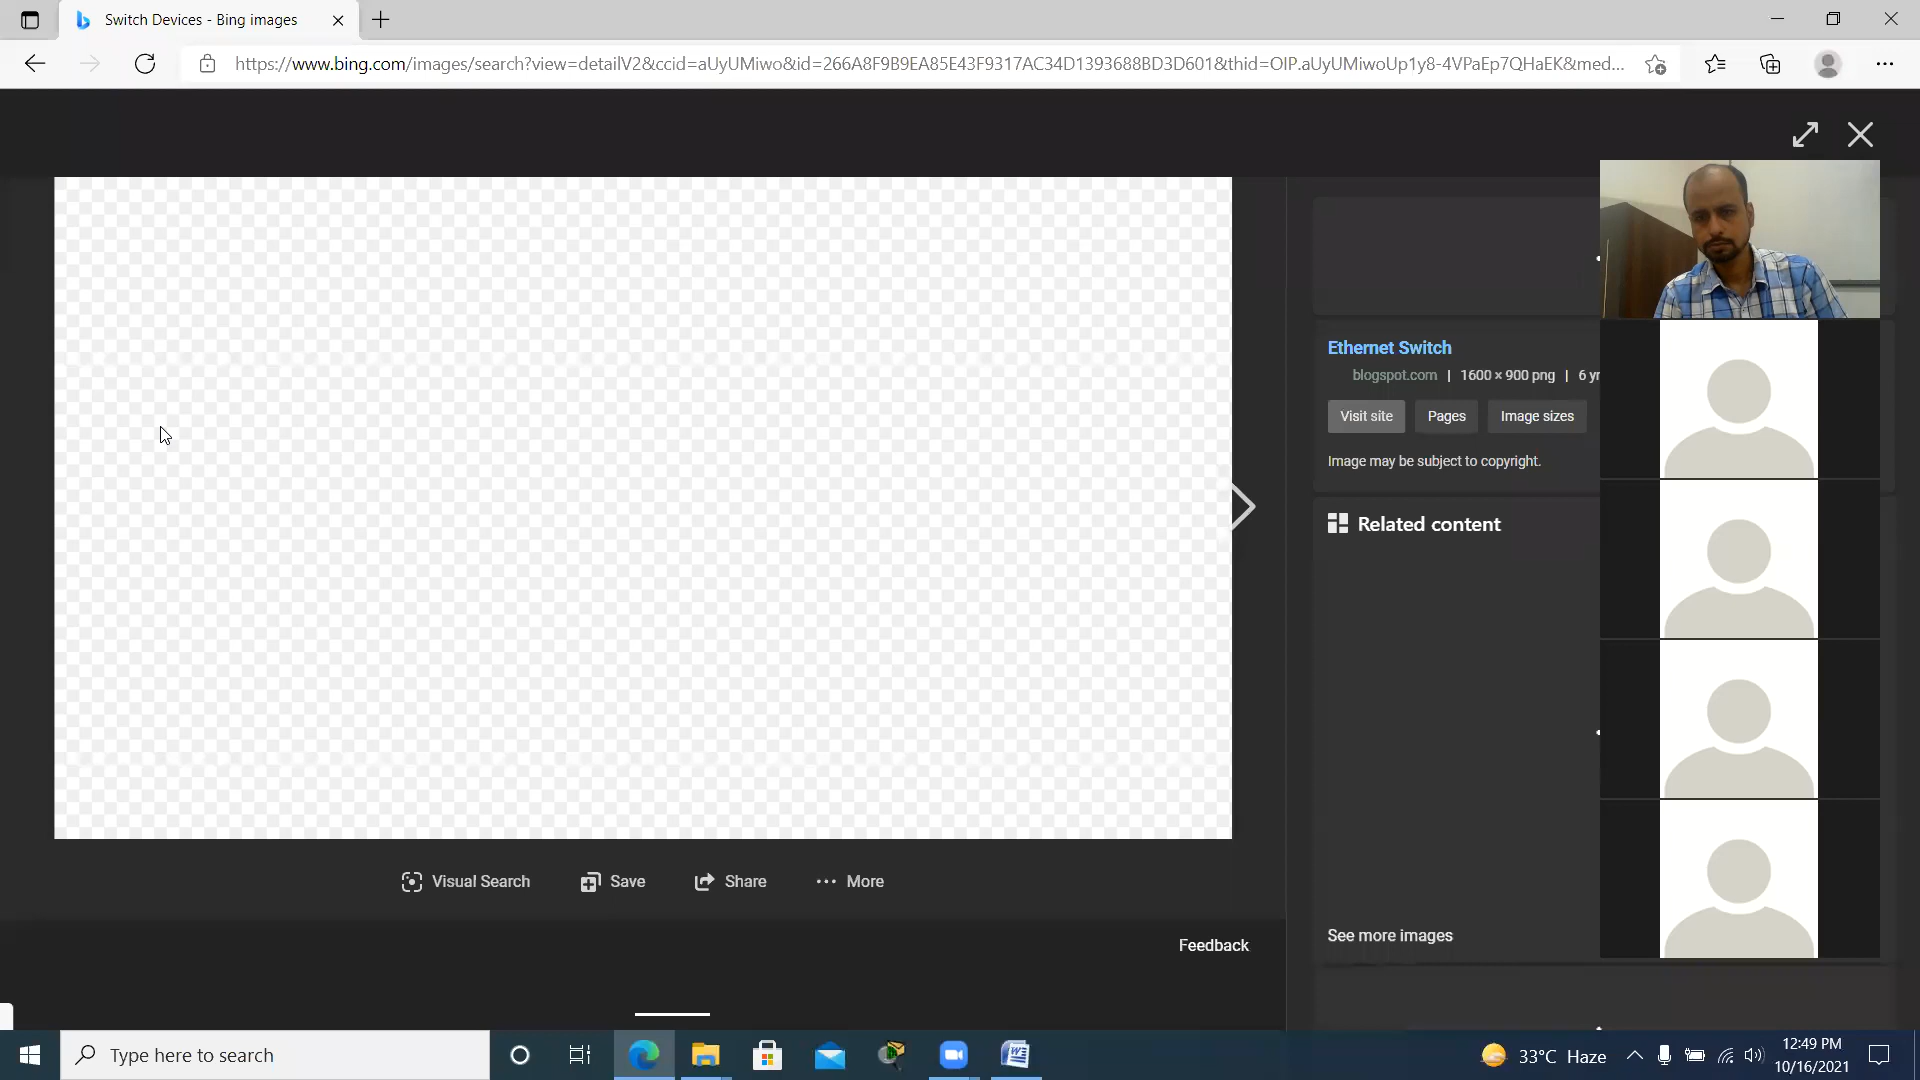 Switch Devices - Bing images
https://www.bing.com/images/search?view=detailV2&ccid=aUyUMiwo&id=266A8F9B9EA85E43F9317AC34D1393688BD3D601&thid=OIP.aUyUMiwoUp1y8-4VPaEp7QHaEK&med...
Ethernet Switch
blogspot.com | 1600 × 900 png | 6 yr
Visit site Pages Image sizes
Image may be subject to copyright.
Related content
Visual Search Save Share More
See more images
Feedback
Type here to search
33°C Haze
12:49 PM
10/16/2021